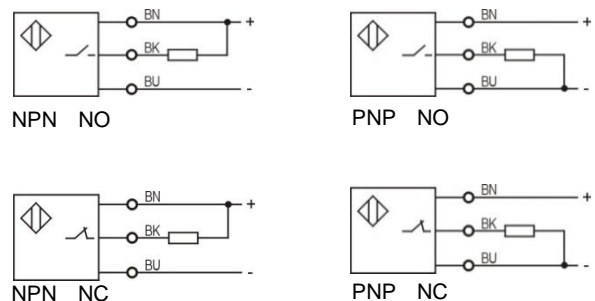 BN +
BK
BU -
NPN NO
BN +
BK
BU -
PNP NO
BN +
BK
BU -
NPN NC
BN +
BK
BU -
PNP NC